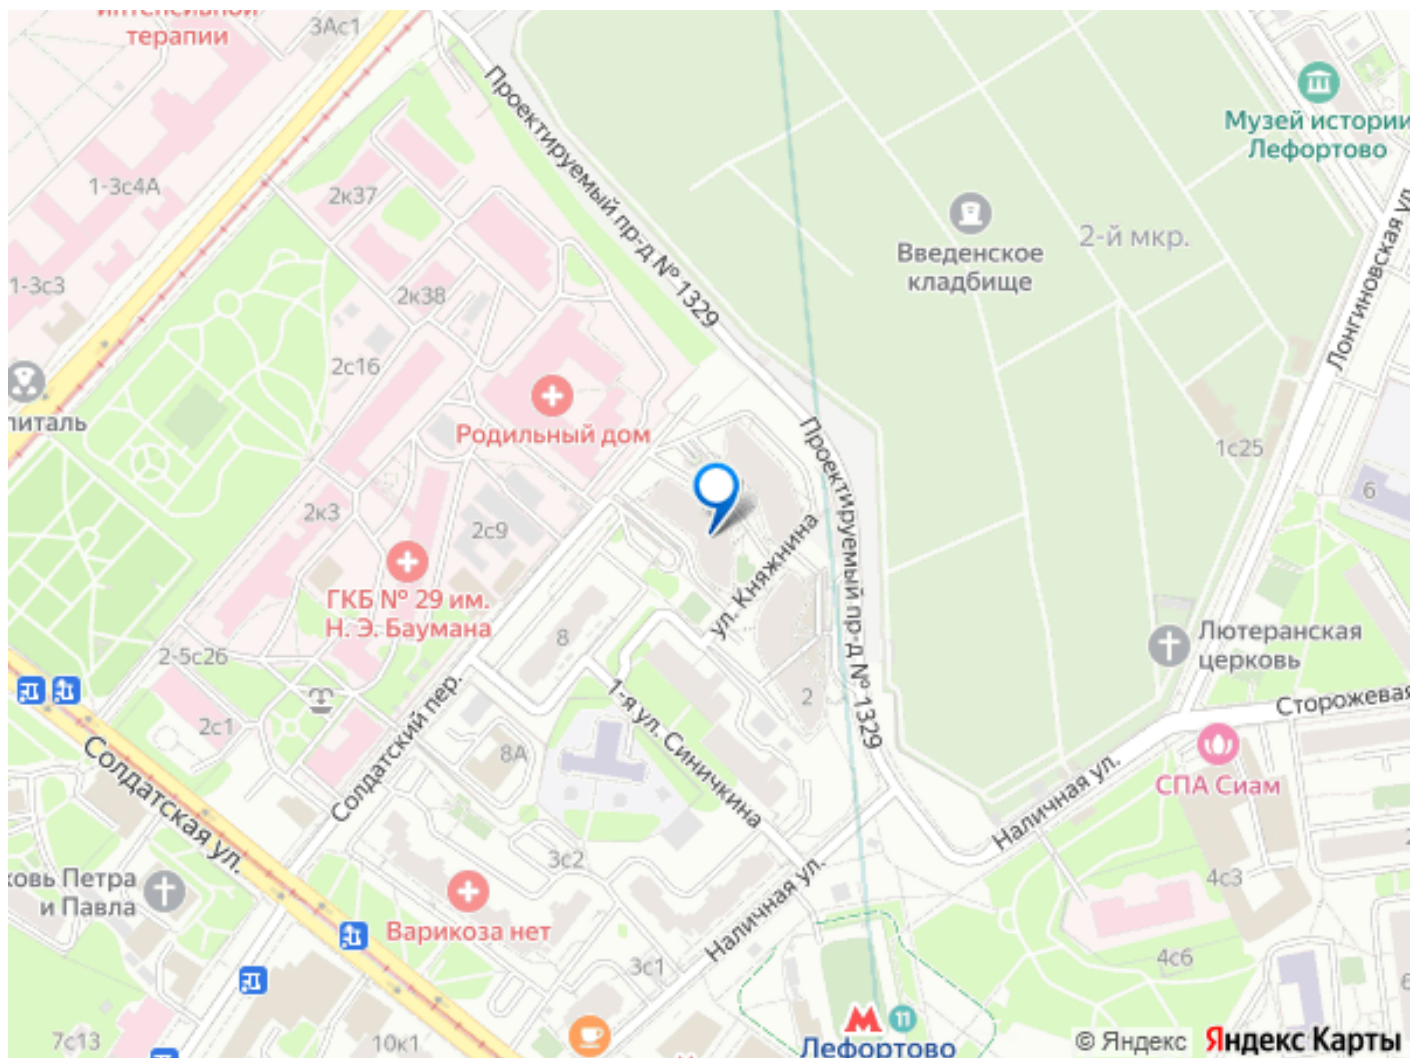 интенсивной
терапии
3Ас1
Проектируемый пр-д № 1329
Музей истории
Лефортово
1-3с4А
2к37
Введенское
кладбище
2-й мкр.
Лонгиновская ул.
1-3с3
2к38
2с16
питаль
Родильный дом
Проектируемый пр-д № 1329
1с25
6
2к3
2с9
ул. Княжнина
ГКБ № 29 им.
Н. Э. Баумана
8
Лютеранская
церковь
2-5с26
1-я ул. Синичкина
2
Сторожевая
2с1
Солдатский пер.
8А
Солдатская ул.
СПА Сиам
Наличная ул.
3с2
овь Петра
и Павла
Варикоза нет
Наличная ул.
4с3
3с1
4с6
7с13
10к1
11
Лефортово
© Яндекс Яндекс Карты